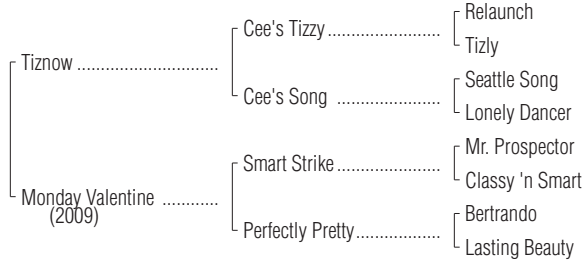 Relaunch
Cee's Tizzy ........................
Tizly
Tiznow ..............................
Seattle Song
Cee's Song ......................
Lonely Dancer
Mr. Prospector
Smart Strike ......................
Classy 'n Smart
Monday Valentine ............
(2009)
Bertrando
Perfectly Pretty..................
Lasting Beauty